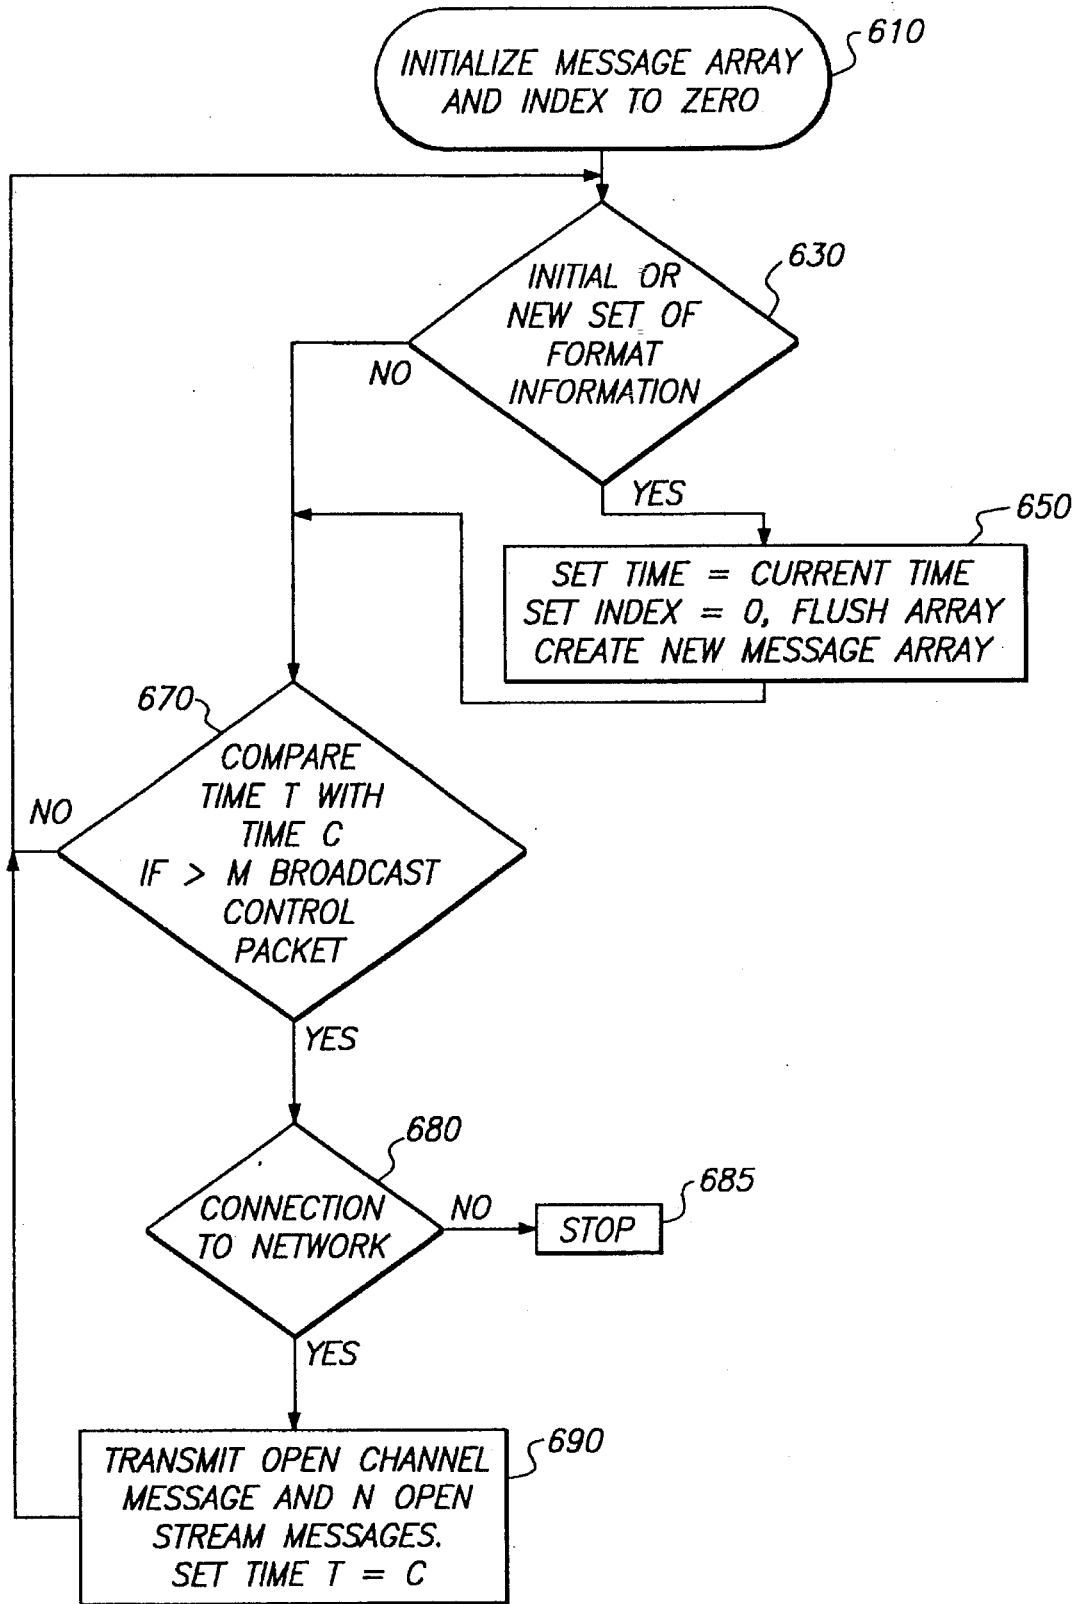 610
INITIALIZE MESSAGE ARRAY
AND INDEX TO ZERO
630
INITIAL OR
NEW SET OF
FORMAT
INFORMATION
NO
YES
650
SET TIME = CURRENT TIME
SET INDEX = 0, FLUSH ARRAY
CREATE NEW MESSAGE ARRAY
670
COMPARE
TIME T WITH
TIME C
IF > M BROADCAST
CONTROL
PACKET
NO
YES
680
CONNECTION
TO NETWORK
NO
685
STOP
YES
690
TRANSMIT OPEN CHANNEL
MESSAGE AND N OPEN
STREAM MESSAGES.
SET TIME T = C